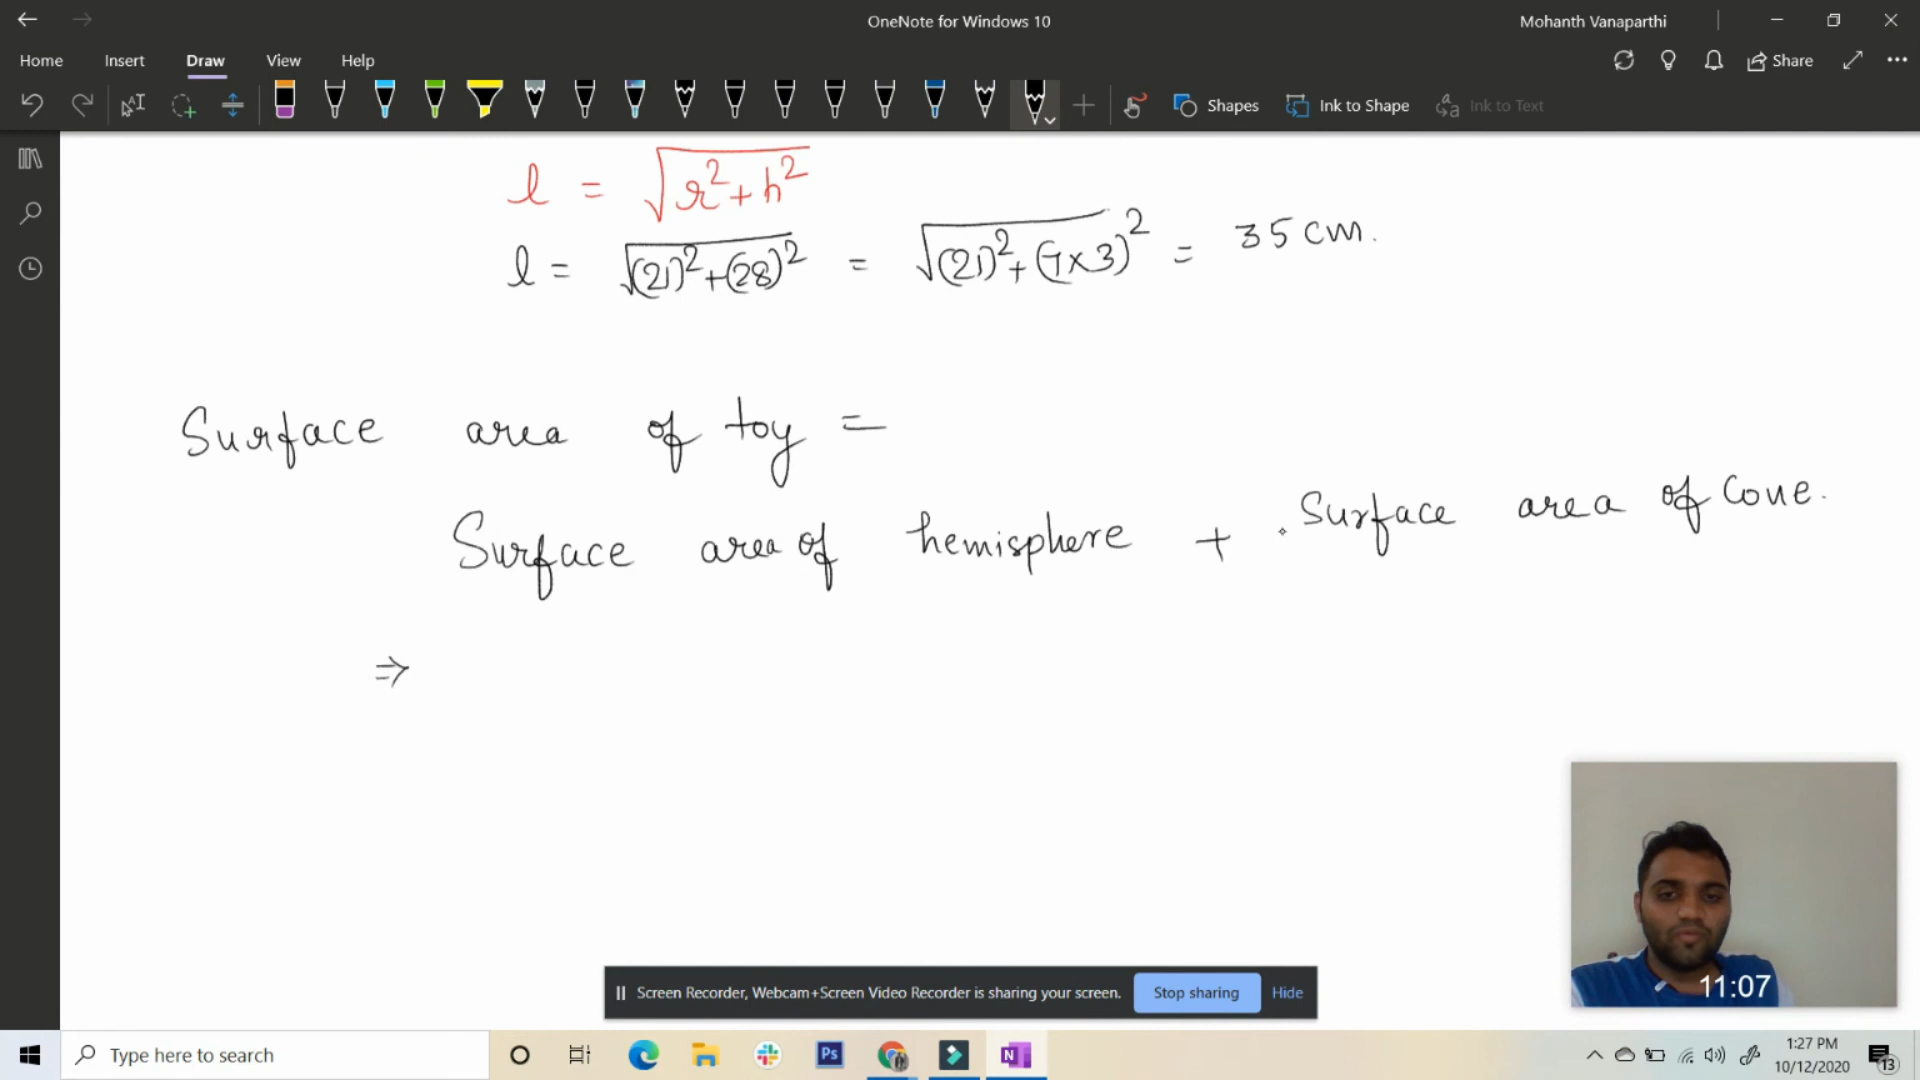 OneNote for Windows 10
Mohanth Vanaparthi
Home Insert Draw View Help
Share
Shapes Ink to Shape Ink to Text
l = √r²+h²
l = √(21)²+(28)² = √(21)²+(7×3)² = 35 cm.
Surface area of toy =
Surface area of hemisphere + Surface area of Cone.
⇒
11:07
Screen Recorder, Webcam+Screen Video Recorder is sharing your screen. Stop sharing Hide
Type here to search
Ps
N
1:27 PM
10/12/2020
13